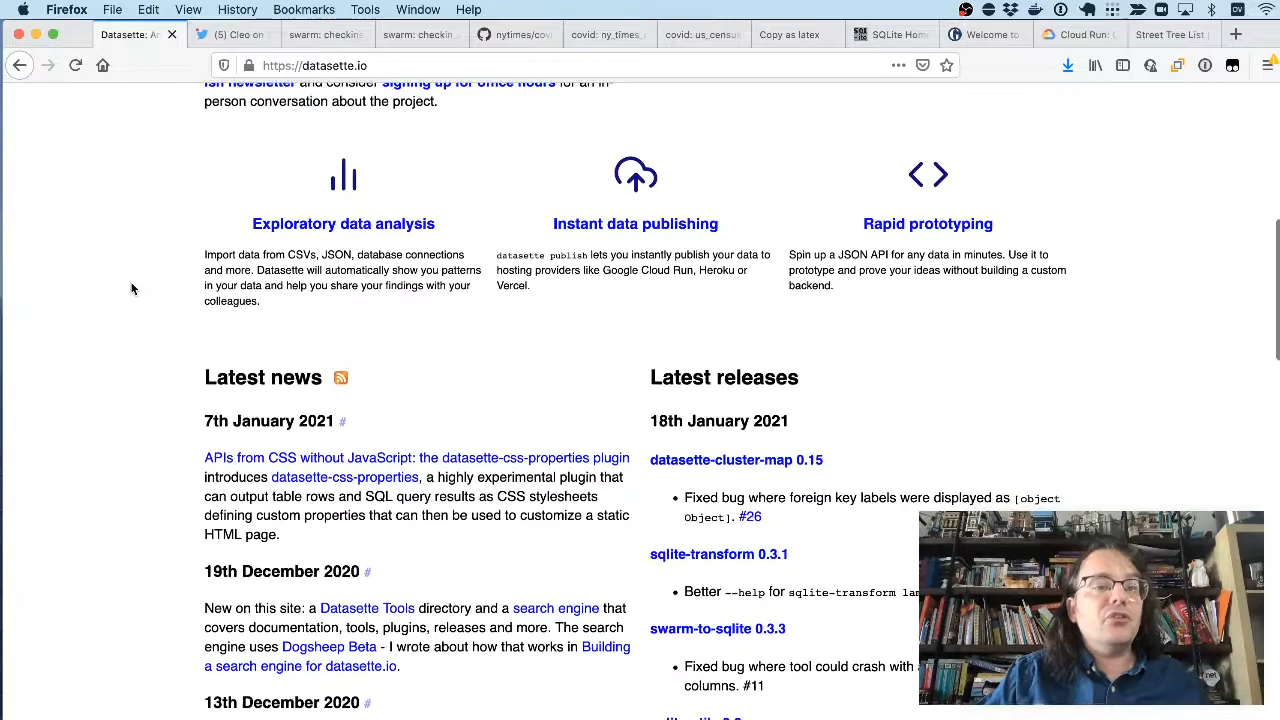 Firefox File Edit View History Bookmarks Tools Window Help
Datasette: An
Cleo on
swarm: checkins
swarm: checkin_
nytimes/cov
covid: ny_times_
covid: us_census_
Copy as latex
SQLite Home
Welcome to
Cloud Run: C
Street Tree List
https://datasette.io
fsh newsletter and consider signing up for office hours for an in-
person conversation about the project.
Exploratory data analysis
Import data from CSVs, JSON, database connections
and more. Datasette will automatically show you patterns
in your data and help you share your findings with your
colleagues.
Instant data publishing
datasette publish lets you instantly publish your data to
hosting providers like Google Cloud Run, Heroku or
Vercel.
Rapid prototyping
Spin up a JSON API for any data in minutes. Use it to
prototype and prove your ideas without building a custom
backend.
Latest news
7th January 2021 #
APIs from CSS without JavaScript: the datasette-css-properties plugin
introduces datasette-css-properties, a highly experimental plugin that
can output table rows and SQL query results as CSS stylesheets
defining custom properties that can then be used to customize a static
HTML page.
19th December 2020 #
New on this site: a Datasette Tools directory and a search engine that
covers documentation, tools, plugins, releases and more. The search
engine uses Dogsheep Beta - I wrote about how that works in Building
a search engine for datasette.io.
13th December 2020 #
Latest releases
18th January 2021
datasette-cluster-map 0.15
• Fixed bug where foreign key labels were displayed as [object
Object]. #26
sqlite-transform 0.3.1
• Better --help for sqlite-transform lam
swarm-to-sqlite 0.3.3
• Fixed bug where tool could crash with
columns. #11